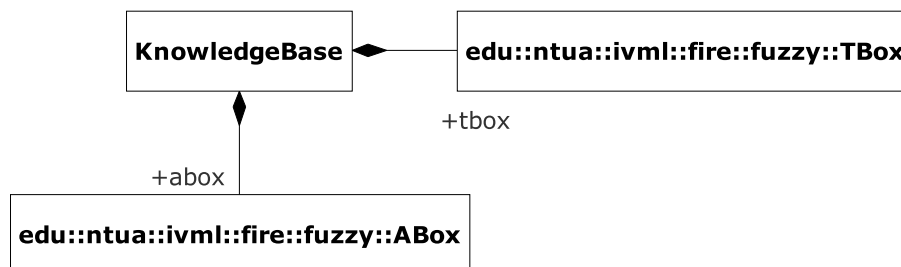 KnowledgeBase
edu::ntua::ivml::fire::fuzzy::TBox
+tbox
+abox
edu::ntua::ivml::fire::fuzzy::ABox